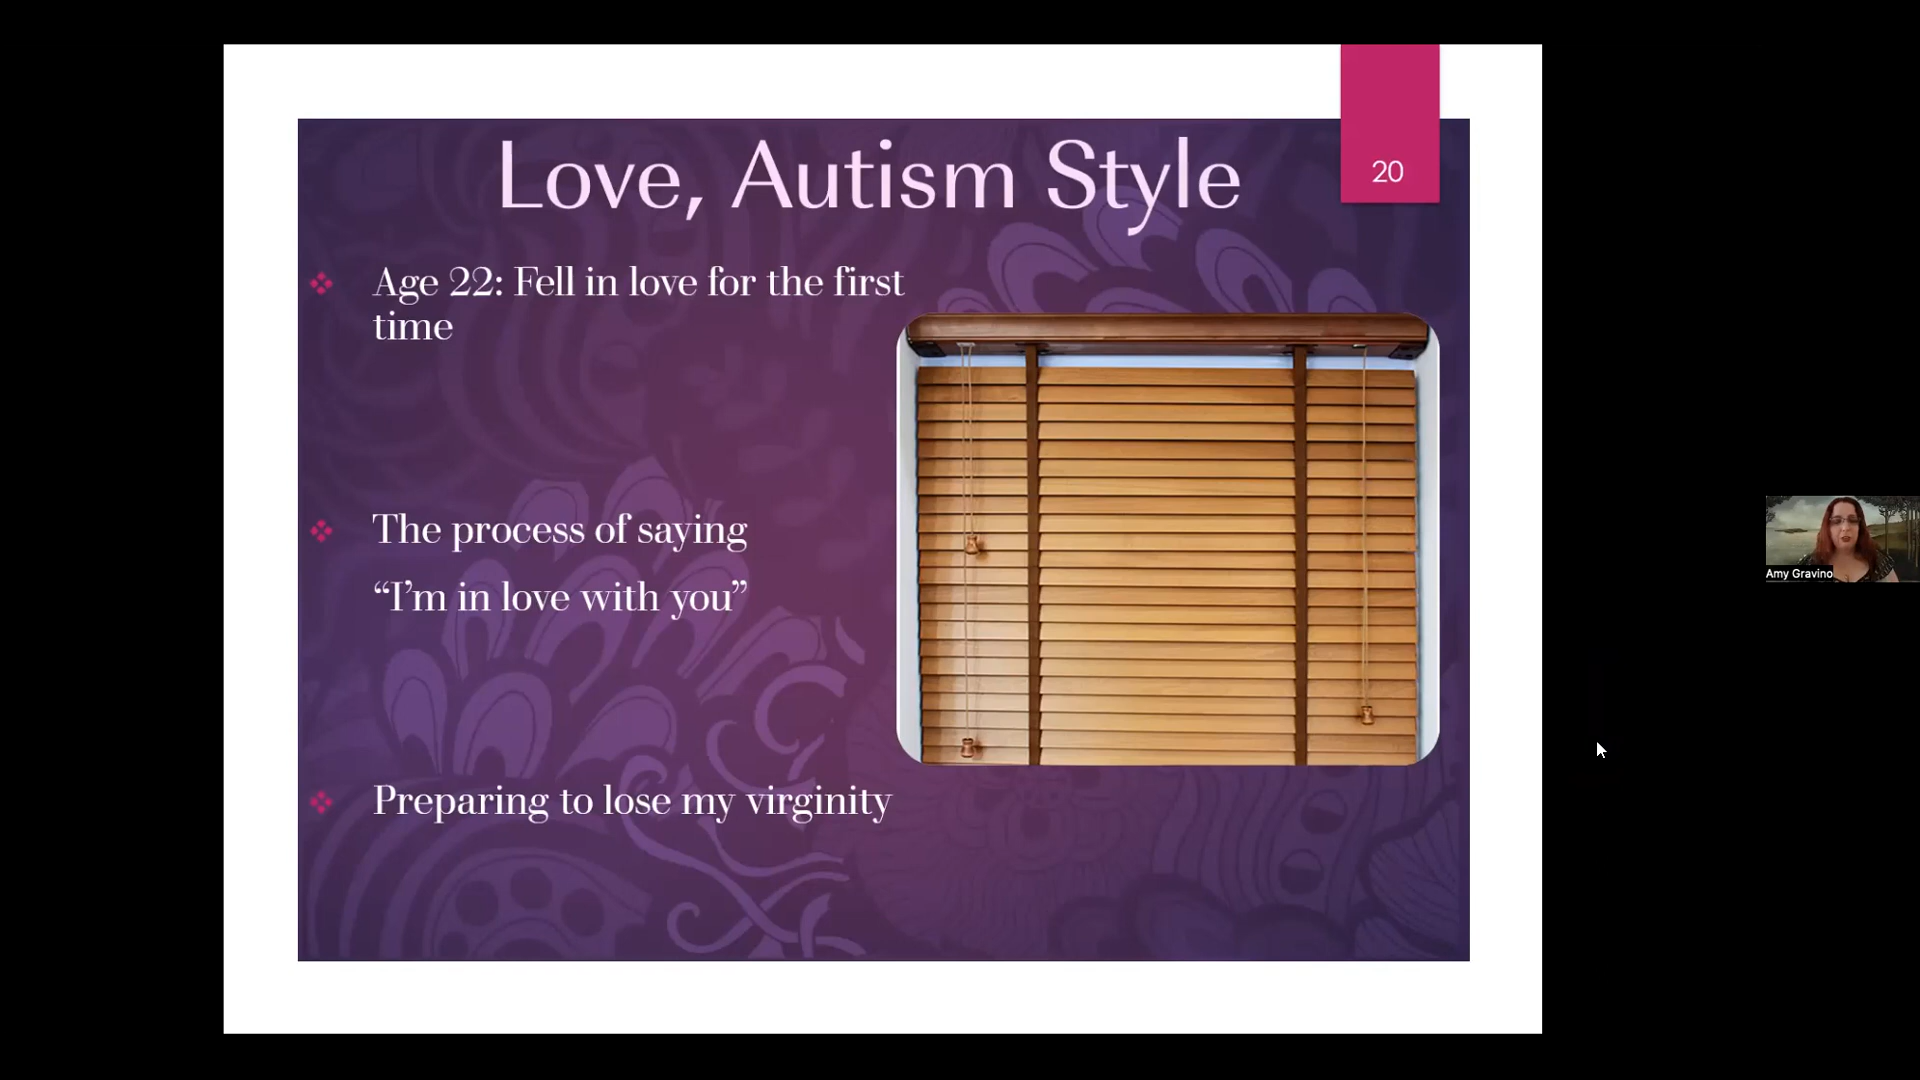 Love, Autism Style
20
Age 22: Fell in love for the first
time
The process of saying
“I’m in love with you”
Preparing to lose my virginity
Amy Gravino